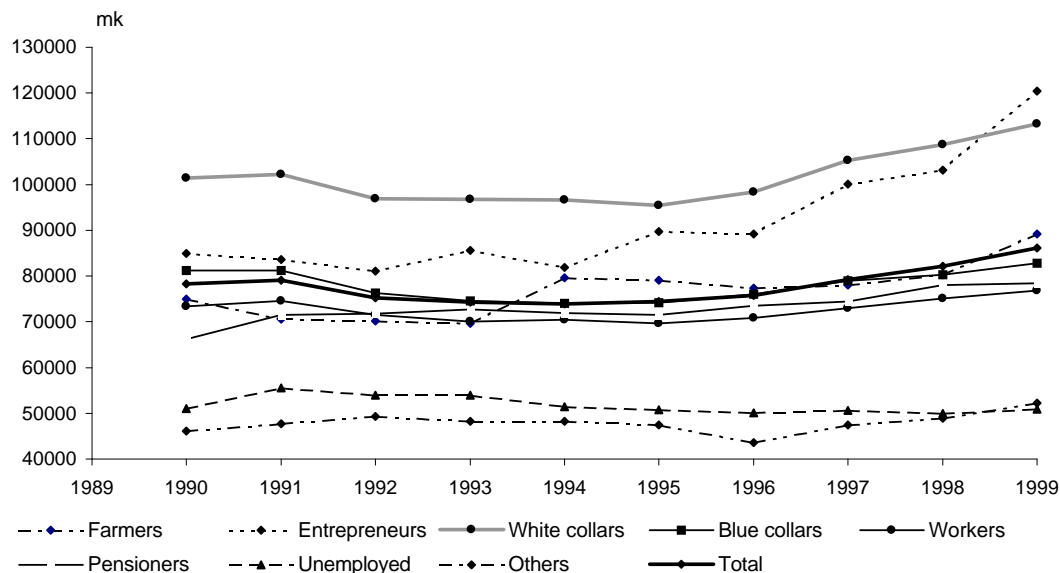 mk
130000
120000
110000
100000
90000
80000
70000
60000
50000
40000
1989 1990 1991 1992 1993 1994 1995 1996 1997 1998 1999
Farmers Entrepreneurs White collars Blue collars Workers
Pensioners Unemployed Others Total